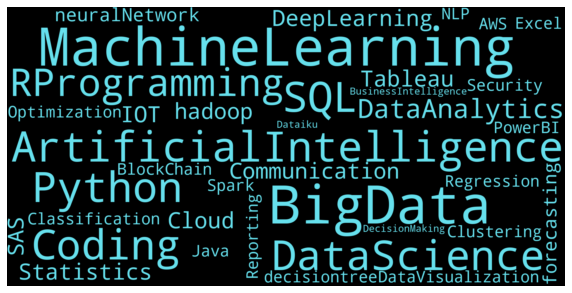 neuralNetwork
DeepLearning
NLP
AWS
Excel
MachineLearning
RProgramming
SQL
Tableau
BusinessIntelligence
Security
Optimization
IOT
hadoop
DataAnalytics
Dataiku
PowerBI
ArtificialIntelligence
BlockChain
Communication
Python
Spark
BigData
Regression
forecasting
SAS
Classification
Cloud
Reporting
DecisionMaking
Clustering
Coding
Java
DataScience
Statistics
decisiontree
DataVisualization